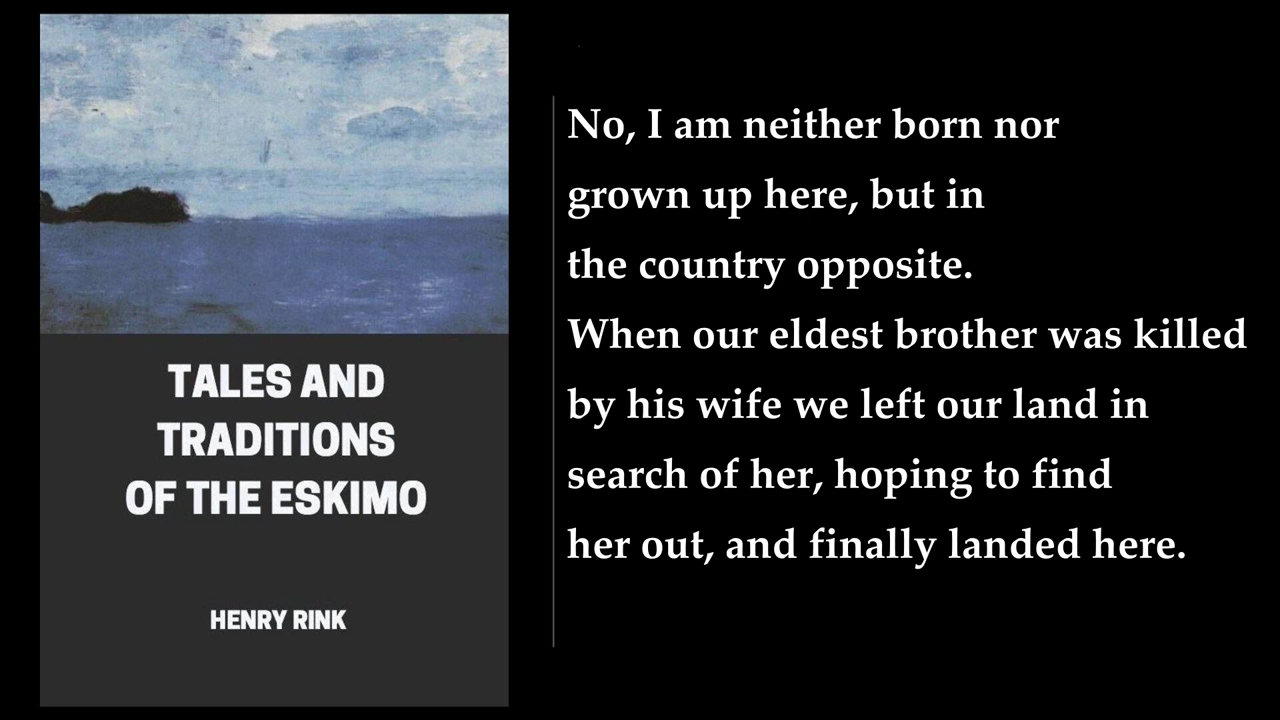 TALES AND
TRADITIONS
OF THE ESKIMO
HENRY RINK
No, I am neither born nor
grown up here, but in
the country opposite.
When our eldest brother was killed
by his wife we left our land in
search of her, hoping to find
her out, and finally landed here.